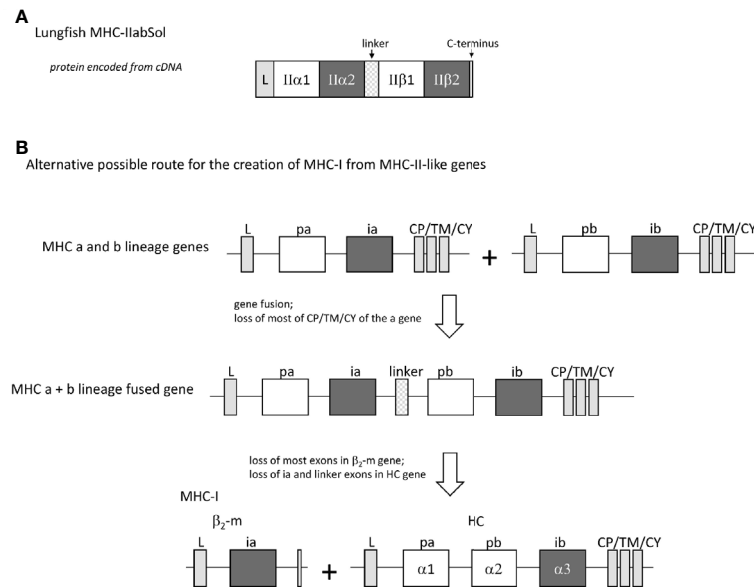 A
Lungfish MHC-IIabSol
protein encoded from cDNA
linker
C-terminus
L IIα1 IIα2 IIβ1 IIβ2
B
Alternative possible route for the creation of MHC-I from MHC-II-like genes
MHC a and b lineage genes
L pa ia CP/TM/CY + L pb ib CP/TM/CY
gene fusion;
loss of most of CP/TM/CY of the a gene
MHC a + b lineage fused gene
L pa ia linker pb ib CP/TM/CY
loss of most exons in β₂-m gene;
loss of ia and linker exons in HC gene
MHC-I
β₂-m HC
L ia + L pa pb ib CP/TM/CY
α1 α2 α3